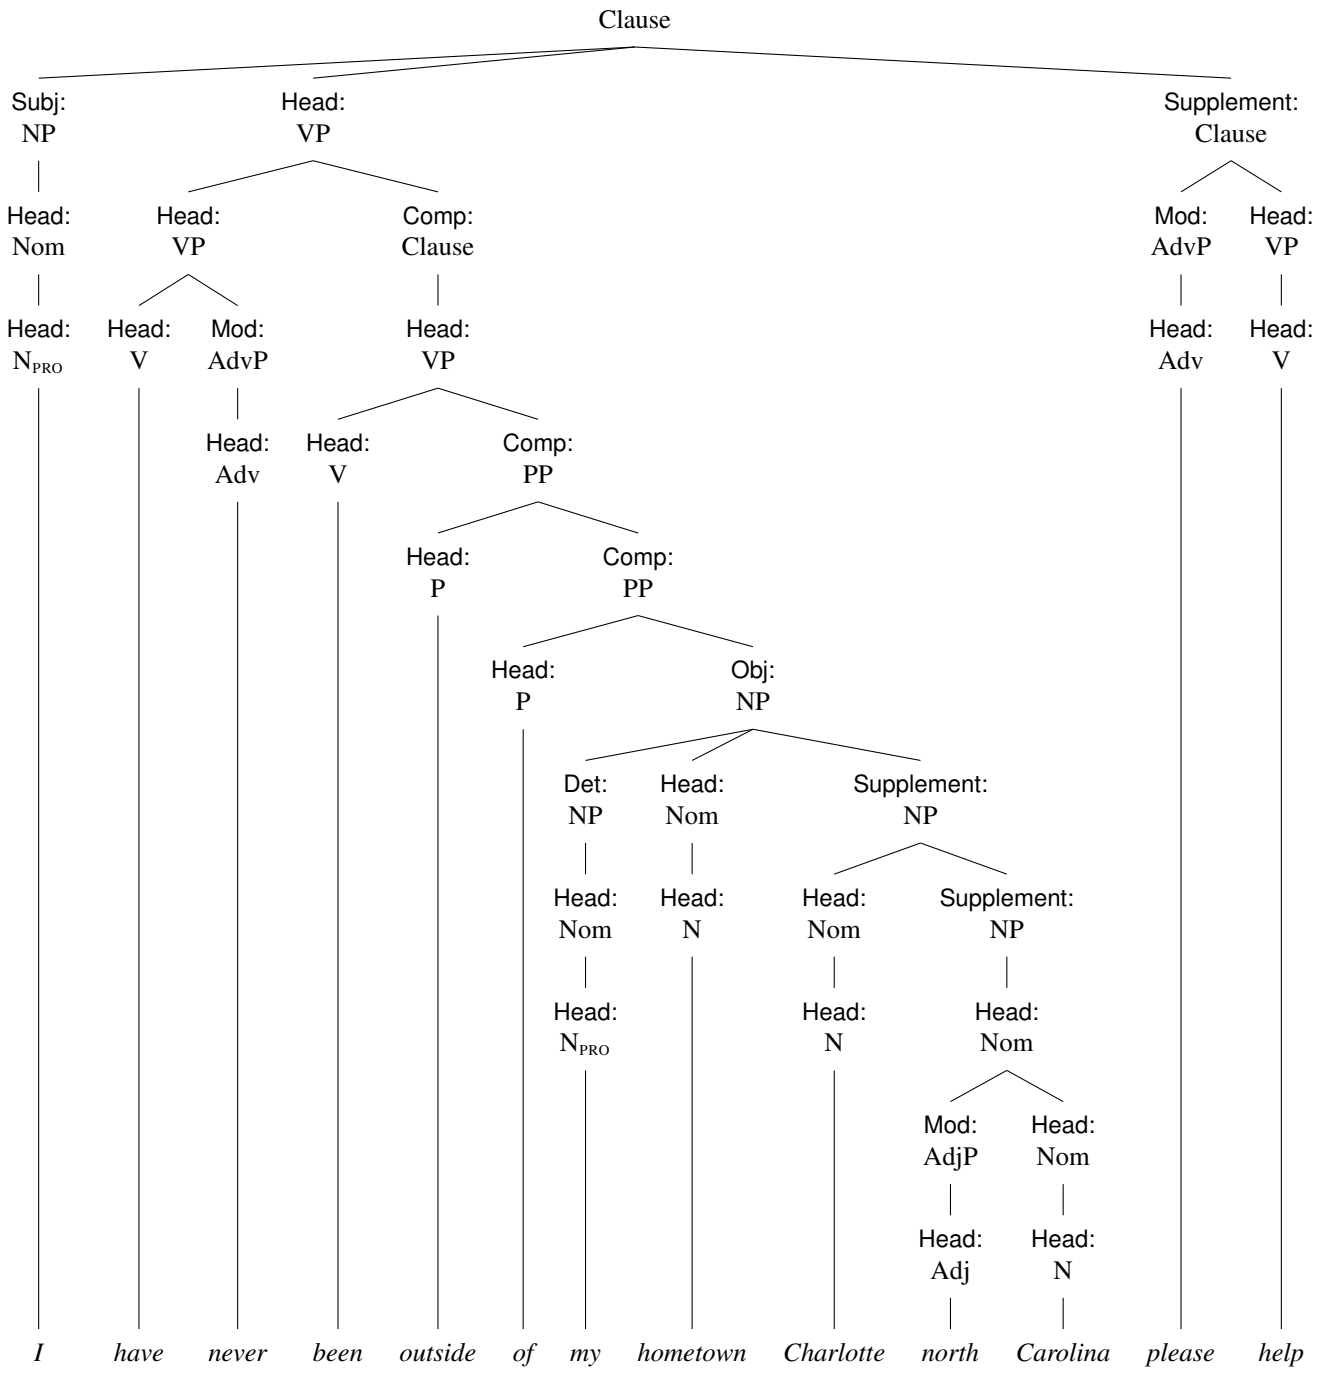 Clause
Subj: Head: Supplement:
NP VP Clause
Head: Head: Comp: Mod: Head:
Nom VP Clause AdvP VP
Head: Head: Mod: Head: Head: Head:
N_PRO V AdvP VP Adv V
Head: Head: Comp:
Adv V PP
Head: Comp:
P PP
Head: Obj:
P NP
Det: Head: Supplement:
NP Nom NP
Head: Head: Head: Supplement:
Nom N Nom NP
Head: Head: Head:
N_PRO N Nom
Mod: Head:
AdjP Nom
Head: Head:
Adj N
I have never been outside of my hometown Charlotte north Carolina please help